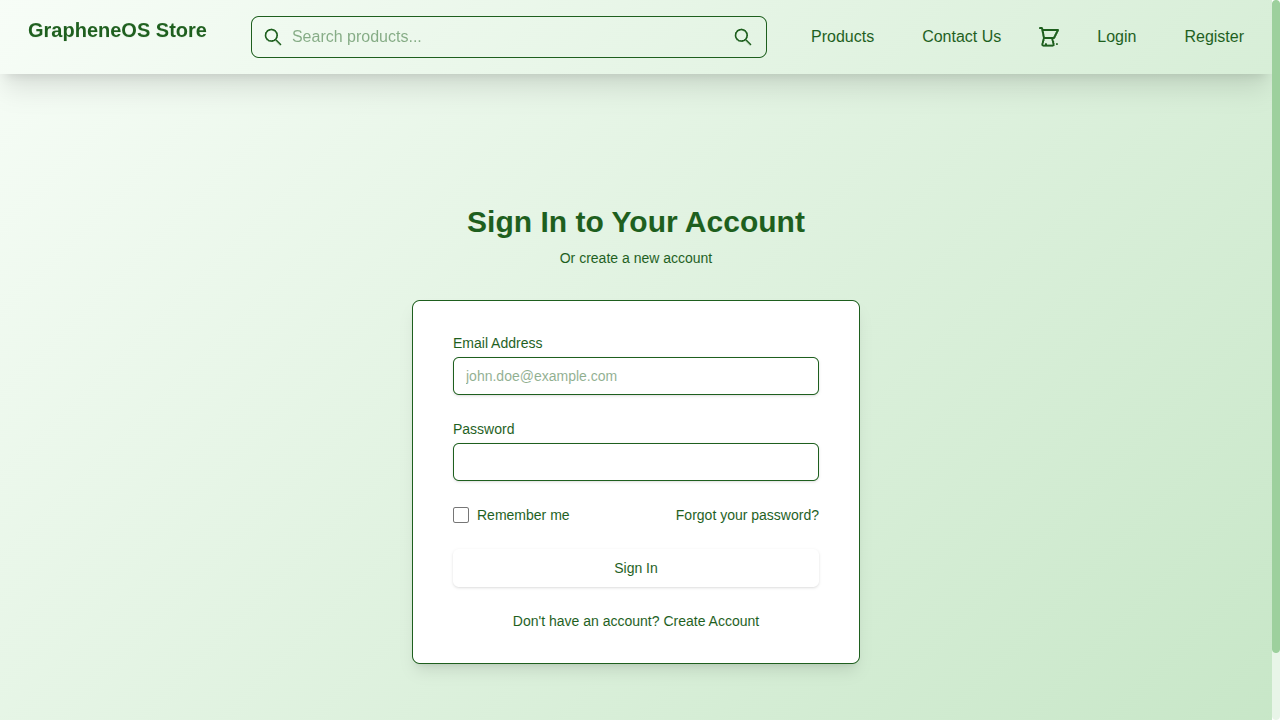 GrapheneOS Store
Search products...
Products
Contact Us
Login
Register
Sign In to Your Account
Or create a new account
Email Address
john.doe@example.com
Password
Remember me
Forgot your password?
Sign In
Don't have an account? Create Account